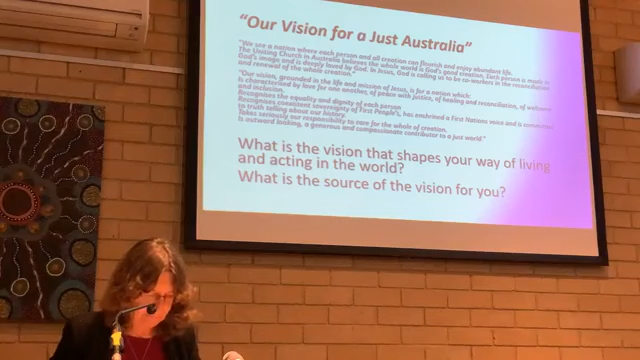 “Our Vision for a Just Australia”
“We see a nation where each person and all creation can flourish and enjoy abundant life.
The Uniting Church in Australia believes the whole world is God's good creation. Each person is made in
God's image and is deeply loved by God. In Jesus, God is calling us to be co-workers in the reconciliation
and renewal of the whole creation.”
“Our vision, grounded in the life and mission of Jesus, is for a nation which:
Is characterised by love for one another, of peace with justice, of healing and reconciliation, of welcome
and inclusion.
Recognises the equality and dignity of each person
Recognises consistent sovereignty of First People's, has enshrined a First Nations voice and is committed
to truth telling about our history.
Takes seriously our responsibility to care for the whole of creation.
Is outward looking, a generous and compassionate contributor to a just world.”
What is the vision that shapes your way of living
and acting in the world?
What is the source of the vision for you?